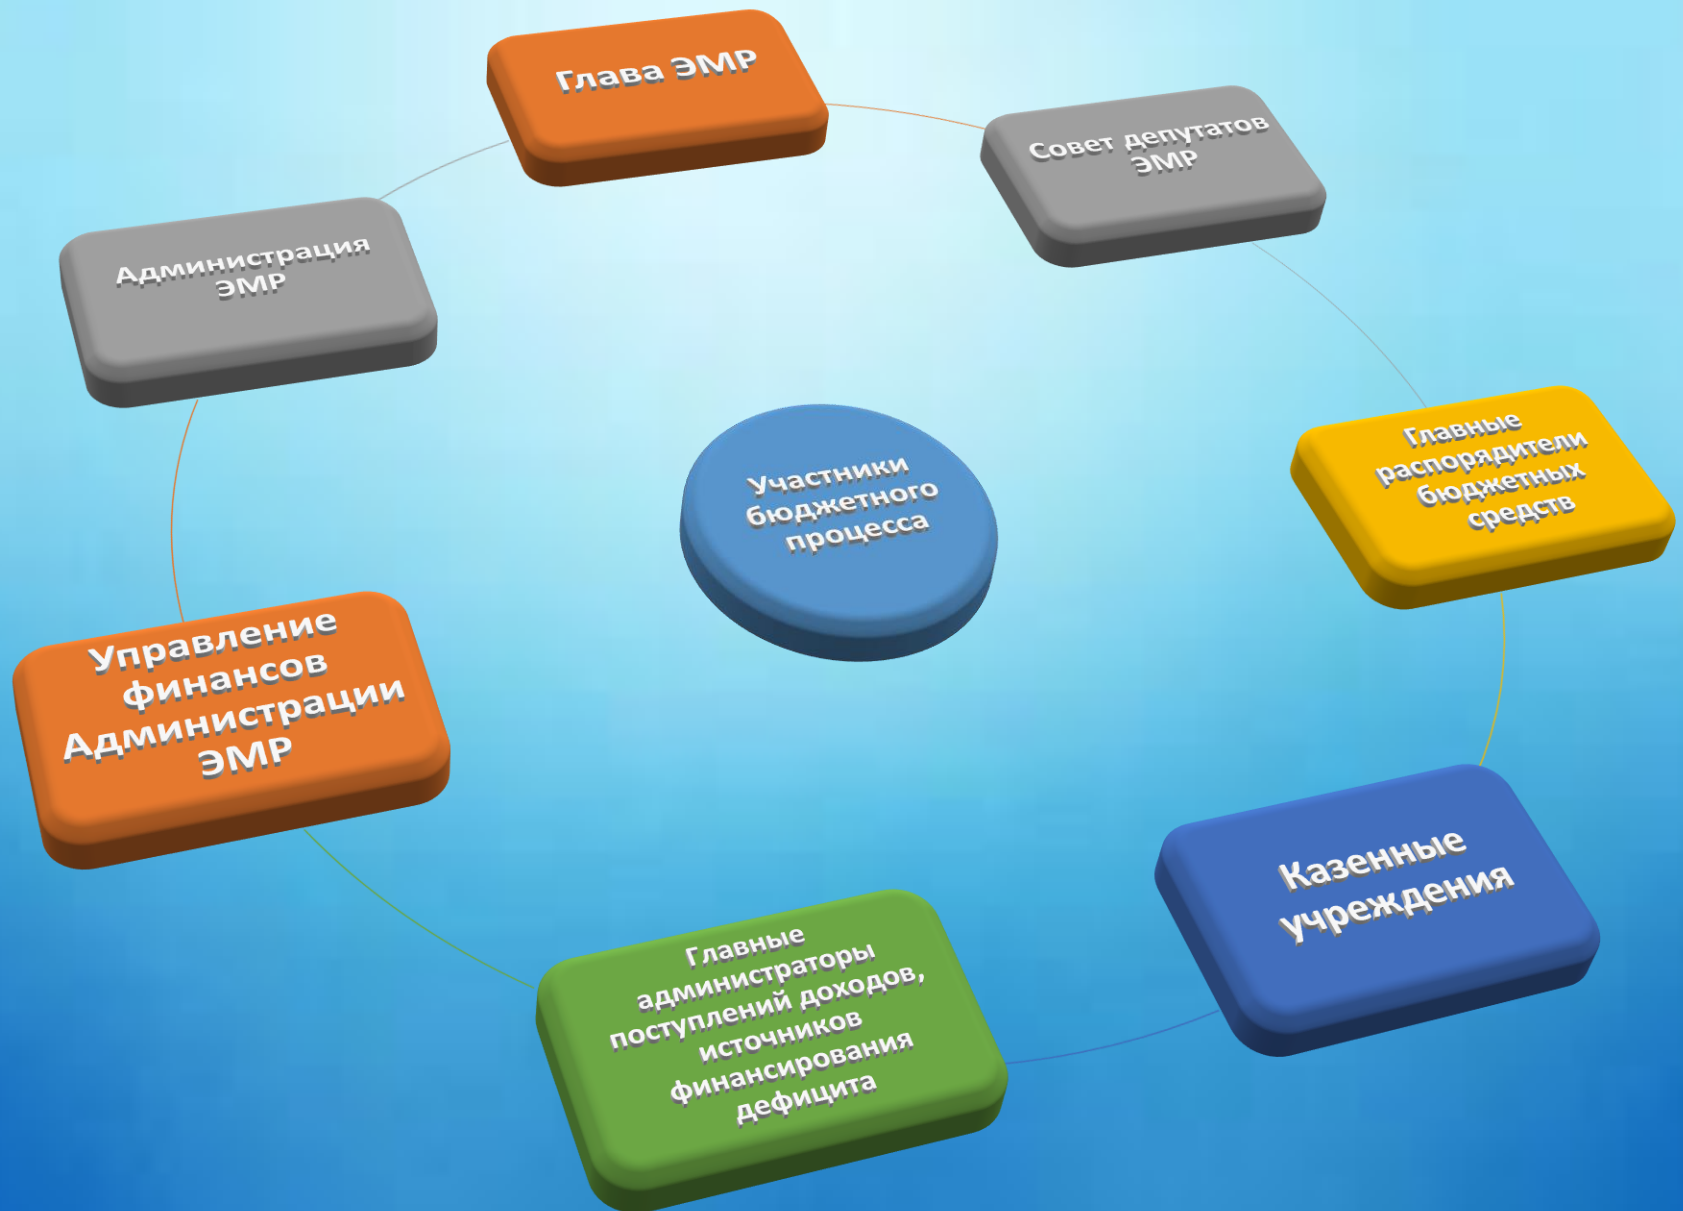 Глава ЭМР
Совет депутатов
ЭМР
Администрация
ЭМР
Главные
распорядители
бюджетных
средств
Участники
бюджетного
процесса
Управление
финансов
Администрации
ЭМР
Казенные
учреждения
Главные
администраторы
поступлений доходов,
источников
финансирования
дефицита